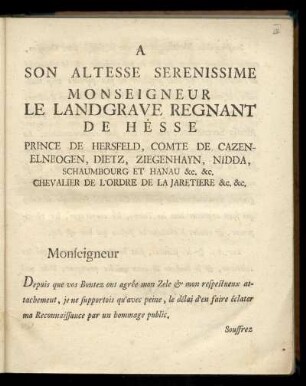 A
SON ALTESSE SERENISSIME
MONSEIGNEUR
LE LANDGRAVE REGNANT
DE HÉSSE
PRINCE DE HERSFELD, COMTE DE CAZEN-
ELNBOGEN, DIETZ, ZIEGENHAYN, NIDDA,
SCHAUMBOURG ET HANAU &c. &c.
CHEVALIER DE L'ORDRE DE LA JARETIERE &c. &c.
Monſeigneur
Depuis que vos Boutez ont agrée mon Zele & mon reſpectueux at-
tachement, je ne ſupportois qu'avec peine, le délai d'en faire éclater
ma Reconnaiſſance par un hommage public.
Souffrez